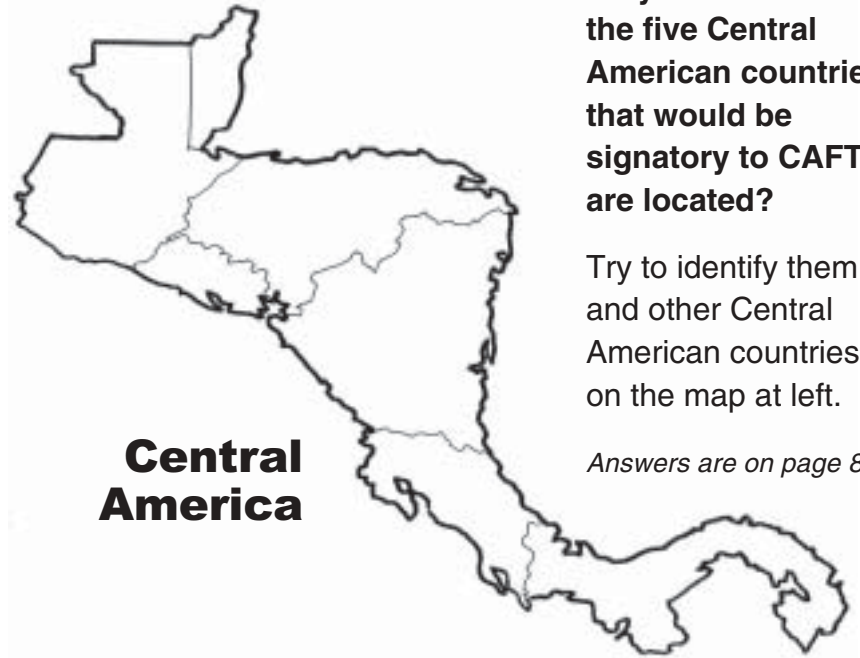 Central
America
the five Central
American countrie
that would be
signatory to CAFT
are located?
Try to identify them
and other Central
American countries
on the map at left.
Answers are on page 8